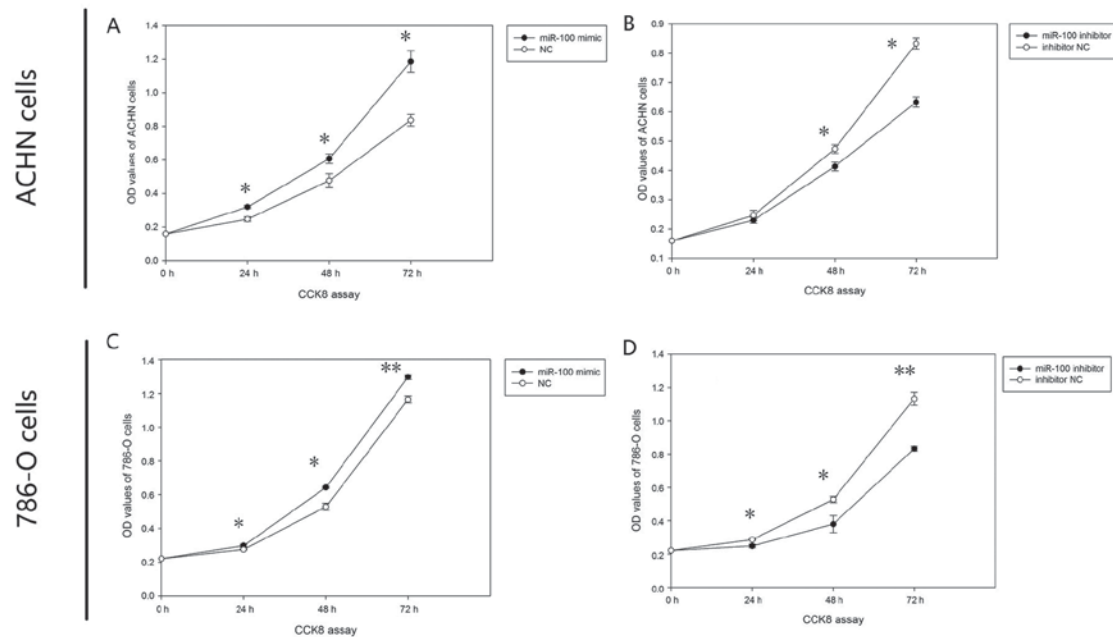 ACHN cells
A
1.4
1.2
1.0
0.8
0.6
0.4
0.2
0.0
OD values of ACHN cells
*
*
*
0 h 24 h 48 h 72 h
CCK8 assay
miR-100 mimic
NC
B
0.9
0.8
0.7
0.6
0.5
0.4
0.3
0.2
0.1
OD values of ACHN cells
*
*
0 h 24 h 48 h 72 h
CCK8 assay
miR-100 inhibitor
inhibitor NC
786-O cells
C
1.4
1.2
1.0
0.8
0.6
0.4
0.2
0.0
OD values of 786-O cells
*
*
**
0 h 24 h 48 h 72 h
CCK8 assay
miR-100 mimic
NC
D
1.4
1.2
1.0
0.8
0.6
0.4
0.2
0.0
OD values of 786-O cells
*
*
**
0 h 24 h 48 h 72 h
CCK8 assay
miR-100 inhibitor
inhibitor NC